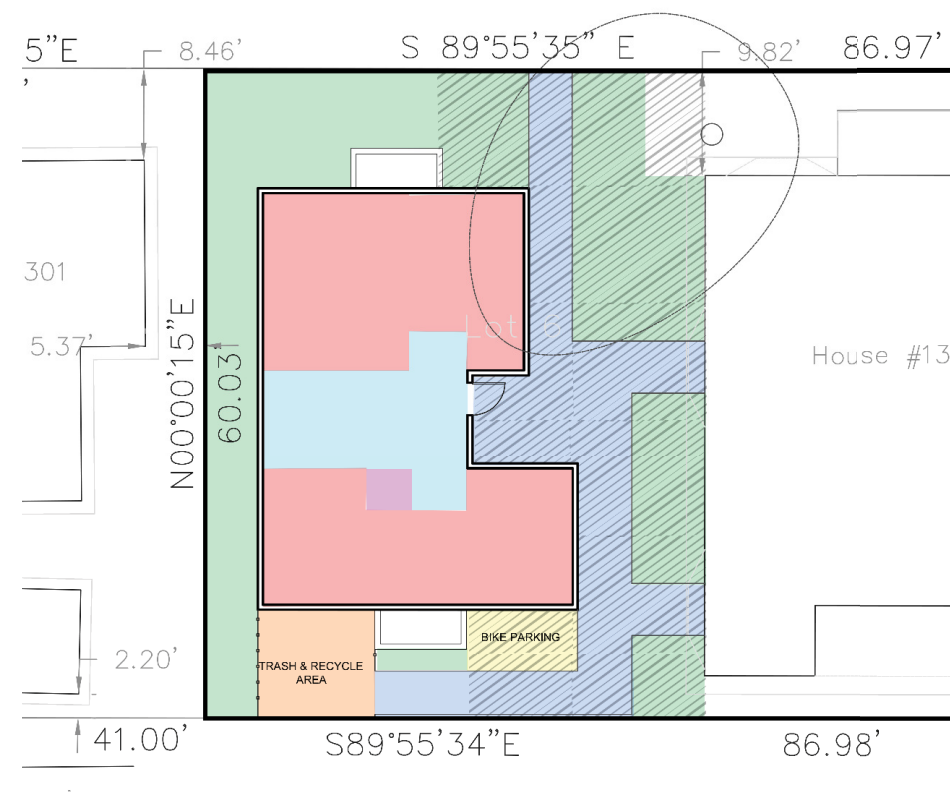 5"E
8.46'
S 89°55'35" E
9.82'
86.97'
'
301
5.37'
N00°00'15"E
60.03'
Lot 6
House #13
BIKE PARKING
TRASH & RECYCLE
AREA
2.20'
41.00'
S89°55'34"E
86.98'